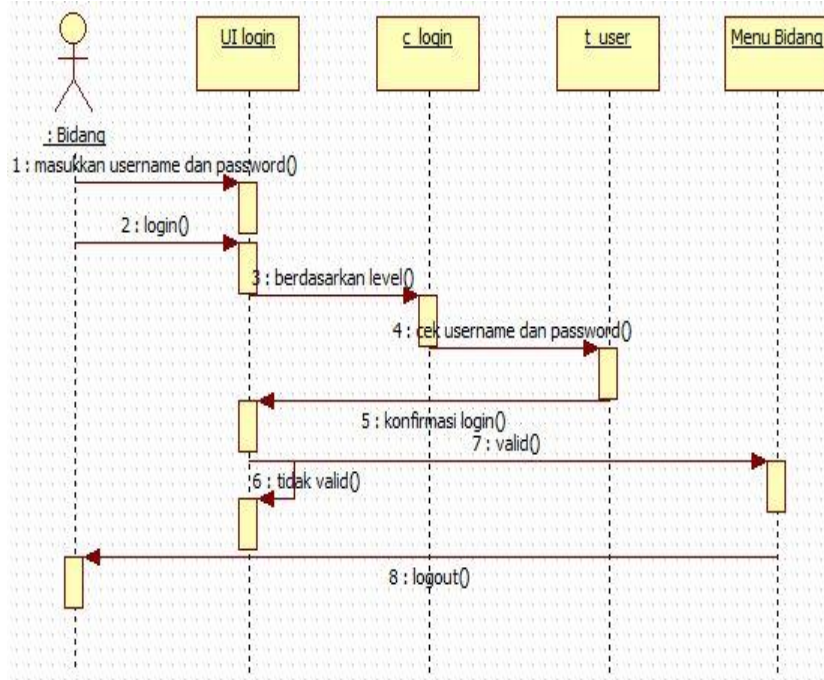 UI login
c_login
t_user
Menu Bidang
: Bidang
1 : masukkan username dan password()
2 : login()
3 : berdasarkan level()
4 : cek username dan password()
5 : konfirmasi login()
7 : valid()
6 : tidak valid()
8 : logout()